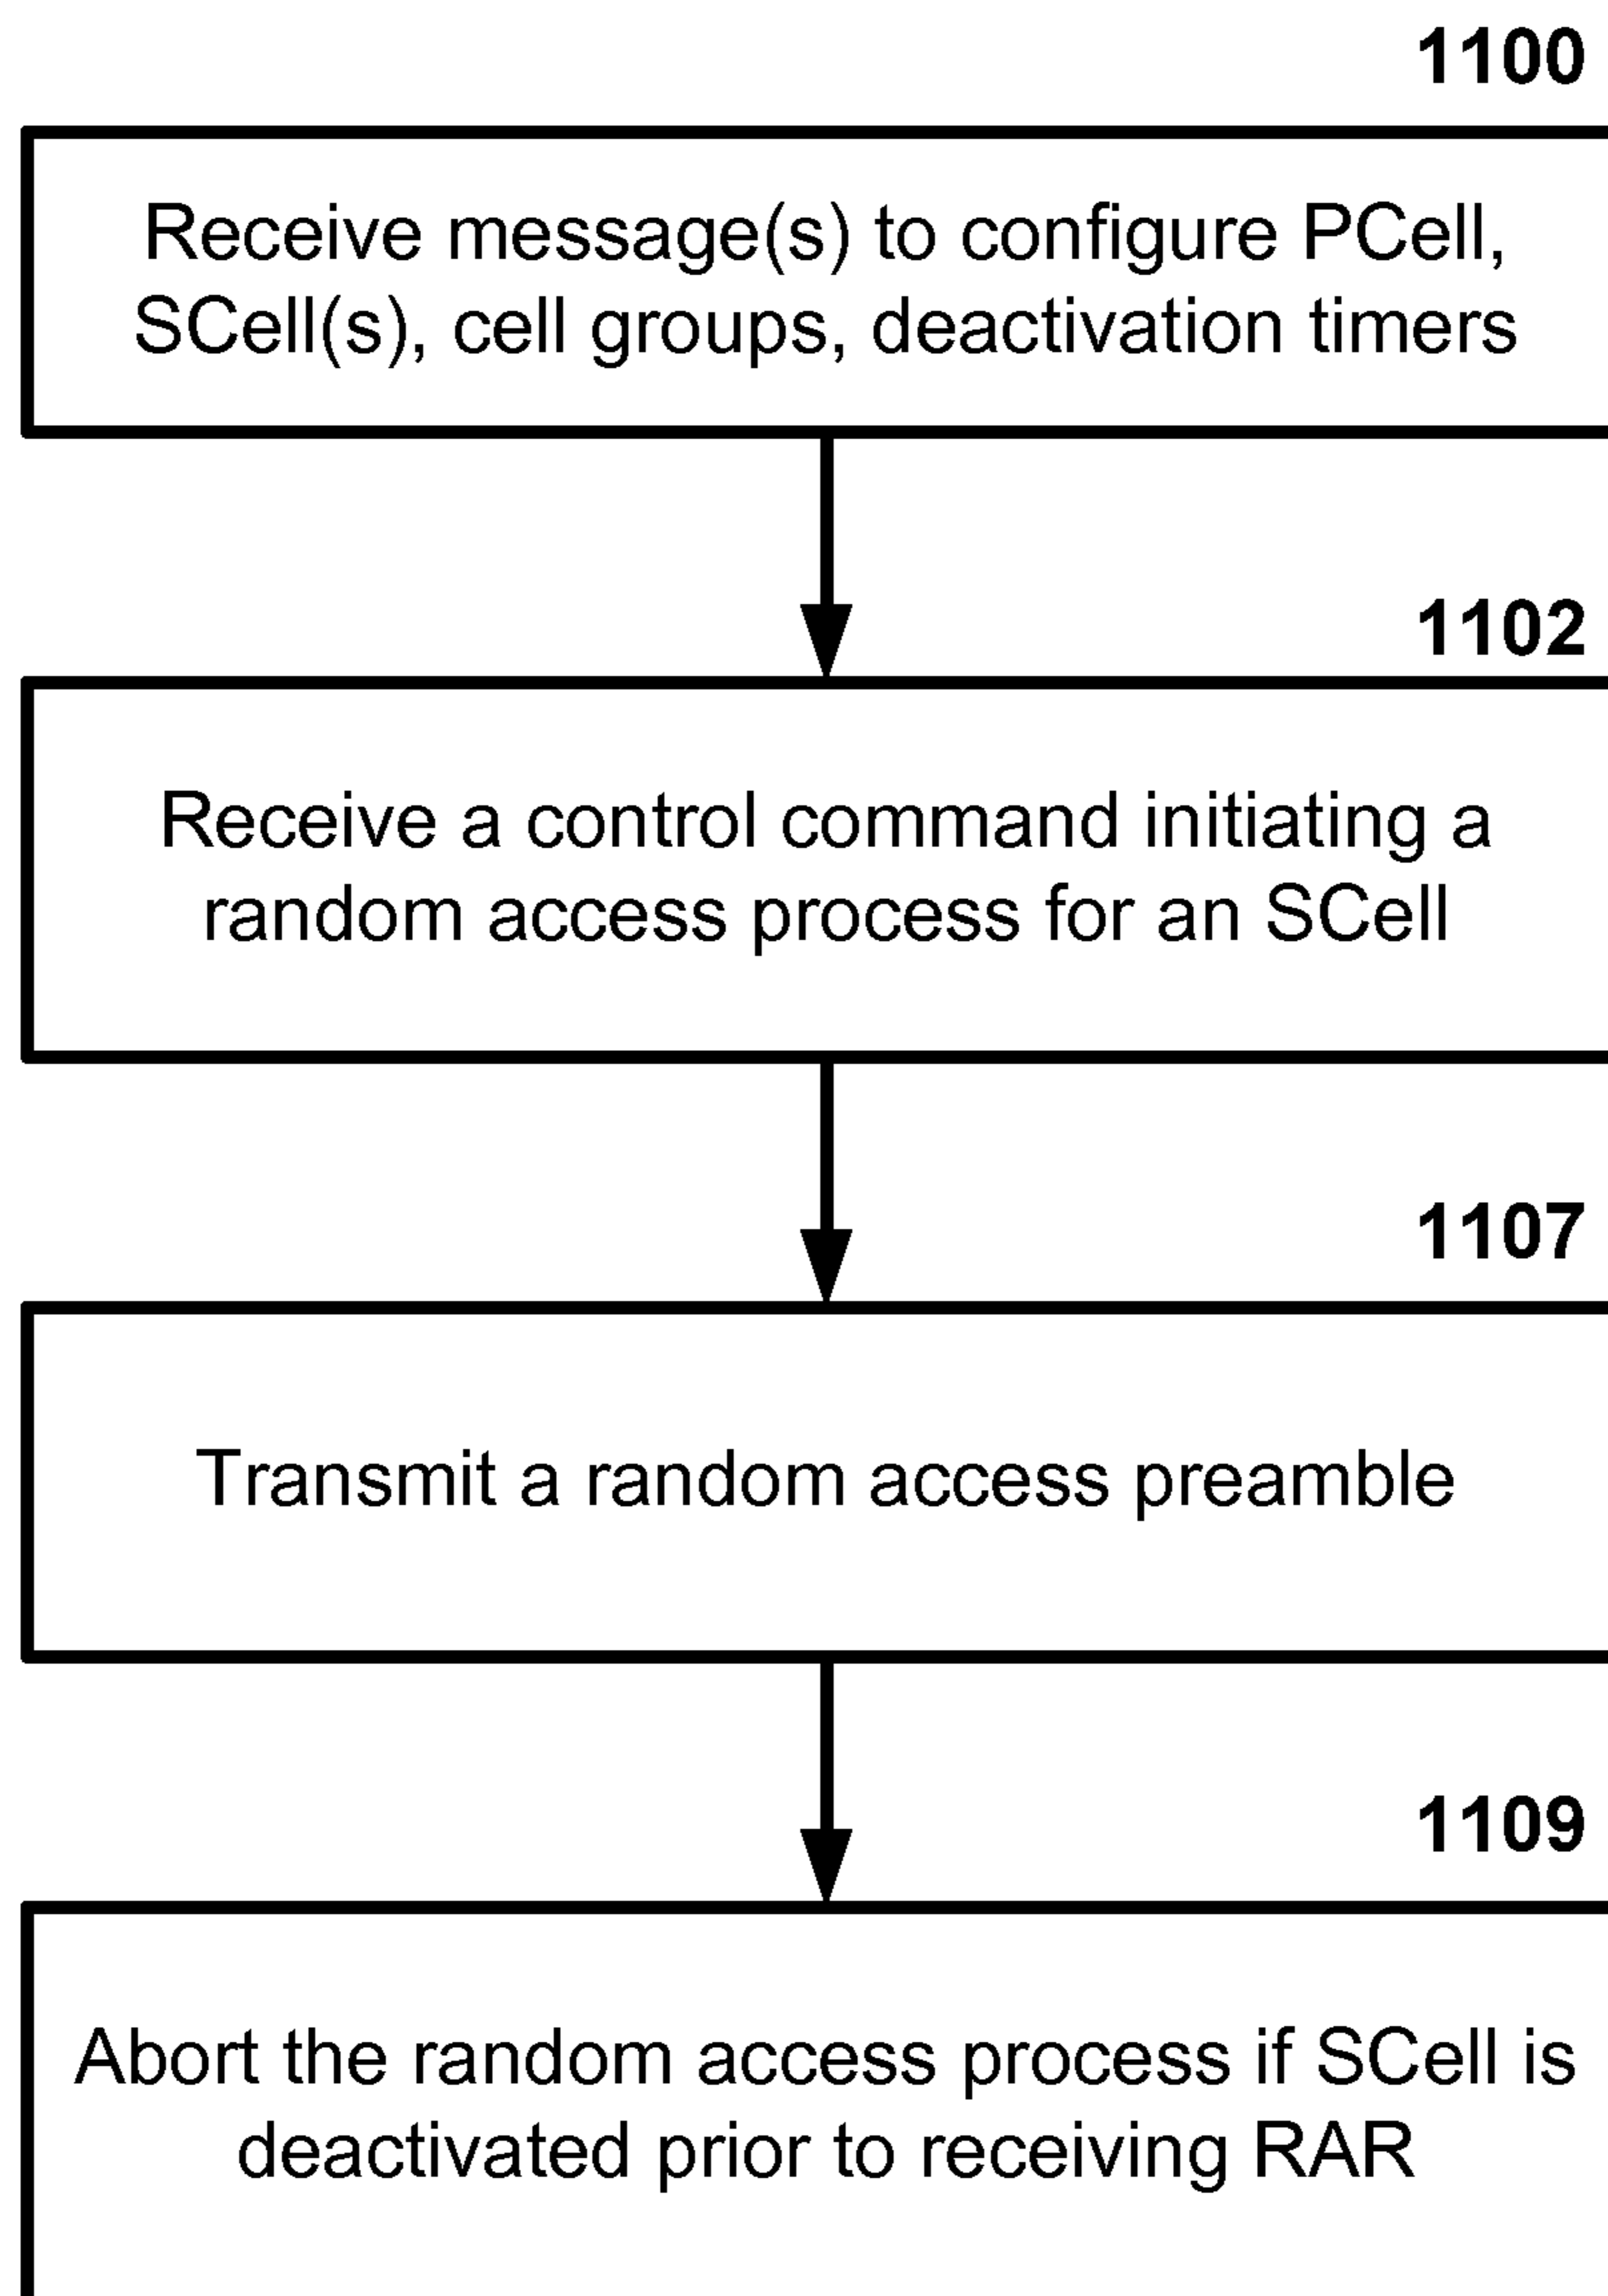 1100
Receive message(s) to configure PCell,
SCell(s), cell groups, deactivation timers
1102
Receive a control command initiating a
random access process for an SCell
1107
Transmit a random access preamble
1109
Abort the random access process if SCell is
deactivated prior to receiving RAR